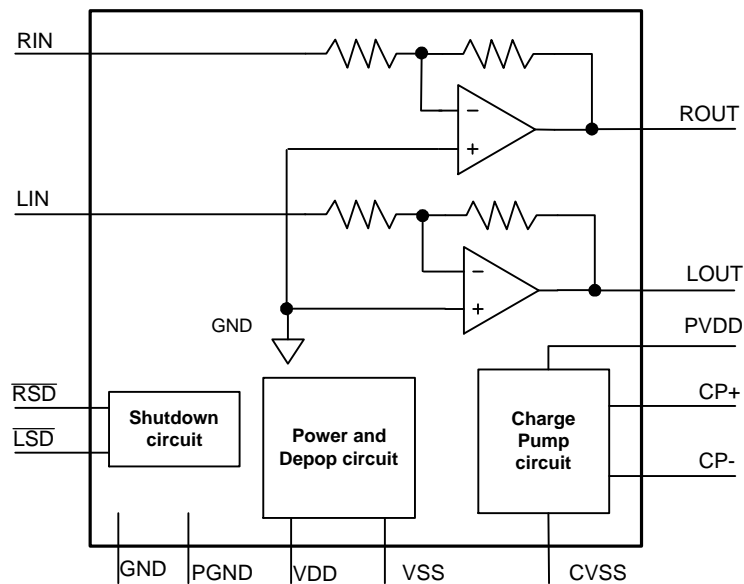 RIN
ROUT
LIN
LOUT
GND
PVDD
RSD
LSD
Shutdown
circuit
Power and
Depop circuit
Charge
Pump
circuit
CP+
CP-
GND
PGND
VDD
VSS
CVSS